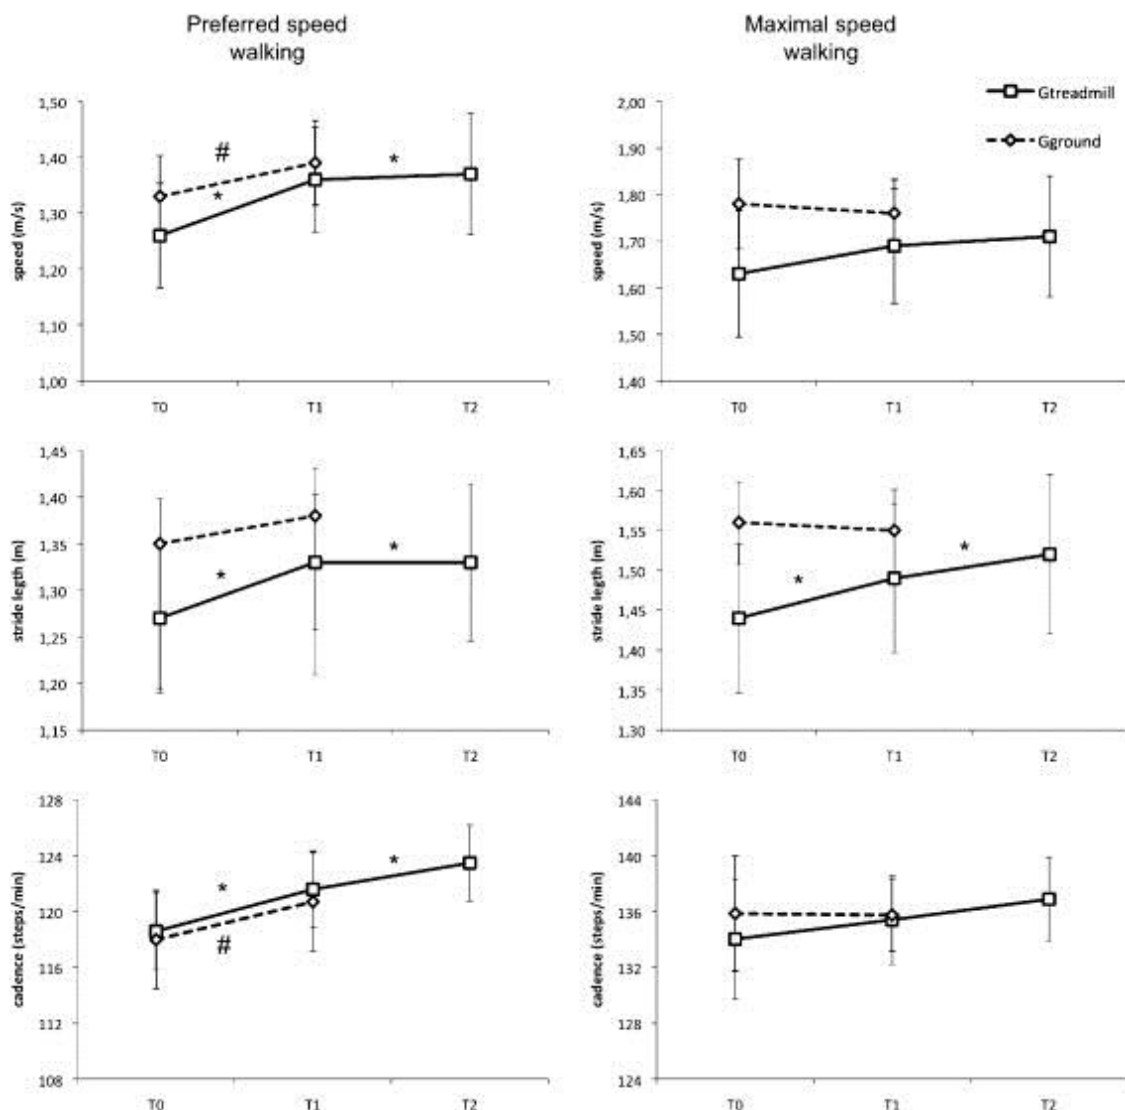 Preferred speed
walking
Maximal speed
walking
Gtreadmill
Gground
speed (m/s)
1,50
1,40
1,30
1,20
1,10
1,00
#
*
*
T0
T1
T2
speed (m/s)
2,00
1,90
1,80
1,70
1,60
1,50
1,40
T0
T1
T2
stride legth (m)
1,45
1,40
1,35
1,30
1,25
1,20
1,15
*
*
T0
T1
T2
stride legth (m)
1,65
1,60
1,55
1,50
1,45
1,40
1,35
1,30
*
*
T0
T1
T2
cadence (steps/min)
128
124
120
116
112
108
*
*
#
T0
T1
T2
cadence (steps/min)
144
140
136
132
128
124
T0
T1
T2